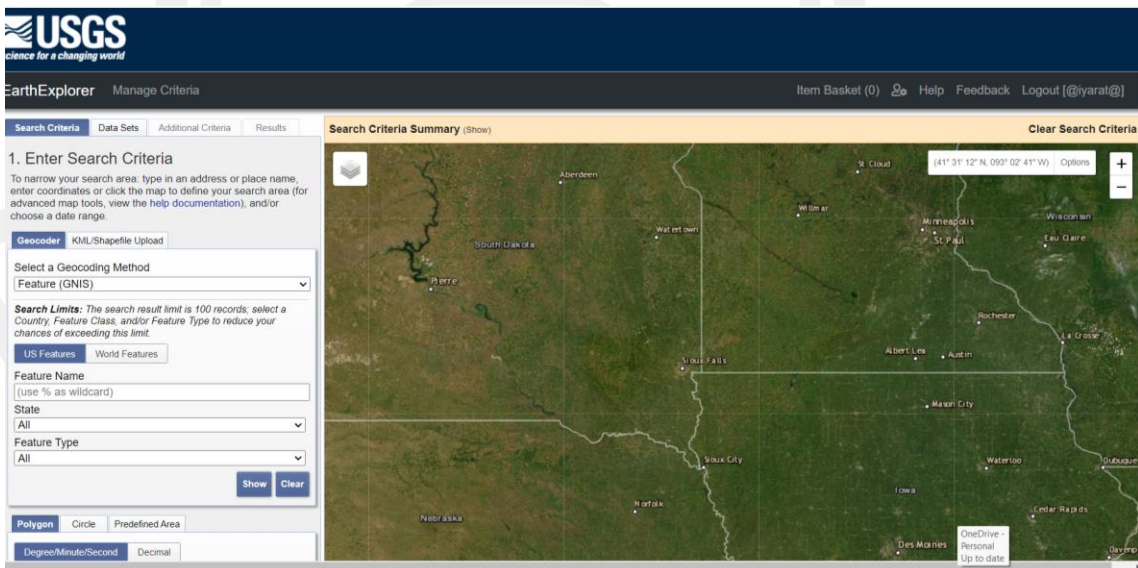 USGS
science for a changing world
EarthExplorer Manage Criteria Item Basket (0) Help Feedback Logout [@iyarat@]
Search Criteria Data Sets Additional Criteria Results
1. Enter Search Criteria
To narrow your search area: type in an address or place name,
enter coordinates or click the map to define your search area (for
advanced map tools, view the help documentation), and/or
choose a date range.
Geocoder KML/Shapefile Upload
Select a Geocoding Method
Feature (GNIS)
Search Limits: The search result limit is 100 records; select a
Country, Feature Class, and/or Feature Type to reduce your
chances of exceeding this limit.
US Features World Features
Feature Name
(use % as wildcard)
State
All
Feature Type
All
Show Clear
Polygon Circle Predefined Area
Degree/Minute/Second Decimal
Search Criteria Summary (Show) Clear Search Criteria
(41° 31' 12" N, 093° 02' 41" W) Options +
−
St Cloud
Aberdeen
Willmar
Minneapolis
Wisconsin
Watertown
St Paul
Eau Claire
South Dakota
Pierre
Rochester
La Crosse
Albert Lea
Austin
Sioux Falls
Mason City
Sioux City
Waterloo
Dubuque
Iowa
Norfolk
Cedar Rapids
Nebraska
Des Moines
Davenp
OneDrive -
Personal
Up to date